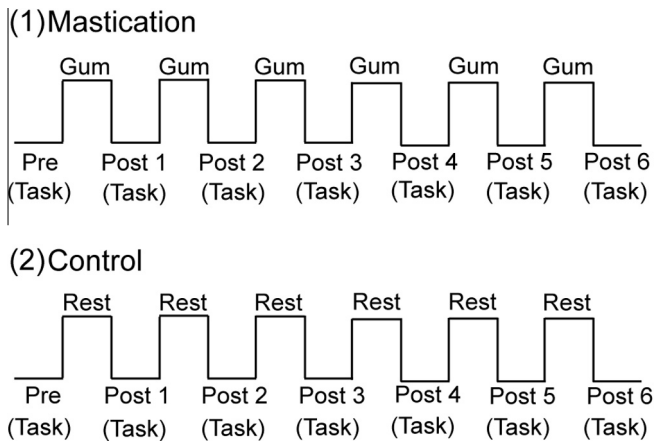 (1)Mastication
Gum Gum Gum Gum Gum Gum
Pre Post 1 Post 2 Post 3 Post 4 Post 5 Post 6
(Task) (Task) (Task) (Task) (Task) (Task) (Task)
(2)Control
Rest Rest Rest Rest Rest Rest
Pre Post 1 Post 2 Post 3 Post 4 Post 5 Post 6
(Task) (Task) (Task) (Task) (Task) (Task) (Task)